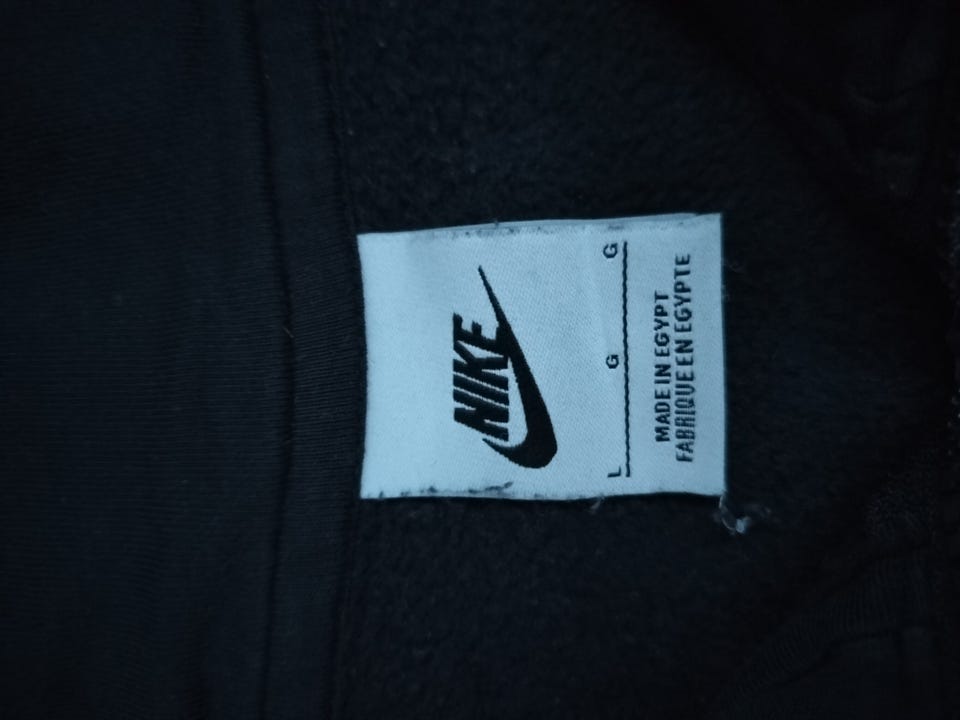 NIKE
L G G
MADE IN EGYPT
FABRIQUE EN EGYPTE